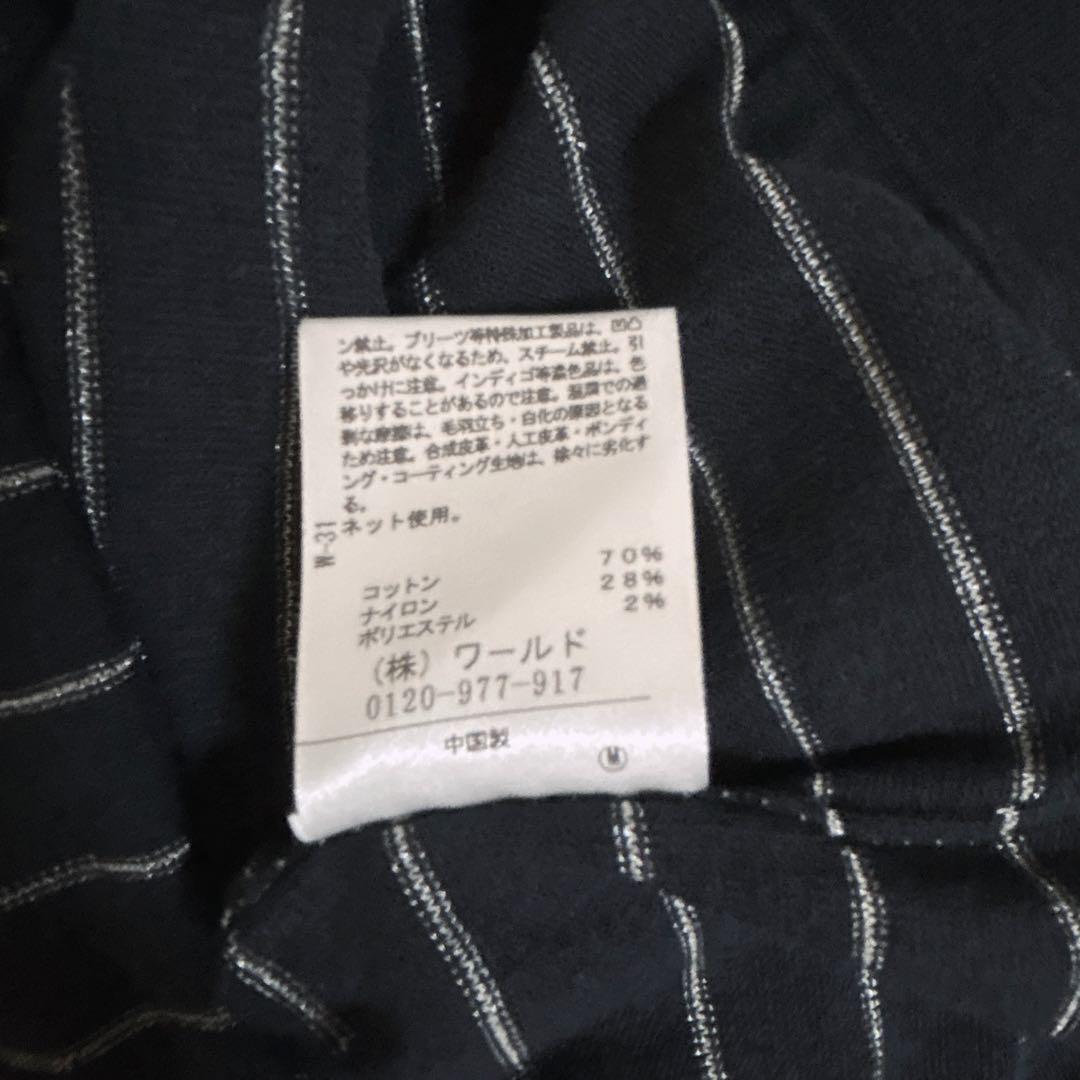 ン禁止。プリーツ等特殊加工製品は、凹凸
や光沢がなくなるため、スチーム禁止。引
っかけに注意。インディゴ等濃色品は、色
移りすることがあるので注意。湿潤での過
剰な摩擦は、毛羽立ち・白化の原因となる
ため注意。合成皮革・人工皮革・ボンディ
ング・コーティング生地は、徐々に劣化す
る。
ネット使用。
W-31
コットン 70%
ナイロン 28%
ポリエステル 2%
(株) ワールド
0120-977-917
中国製
M